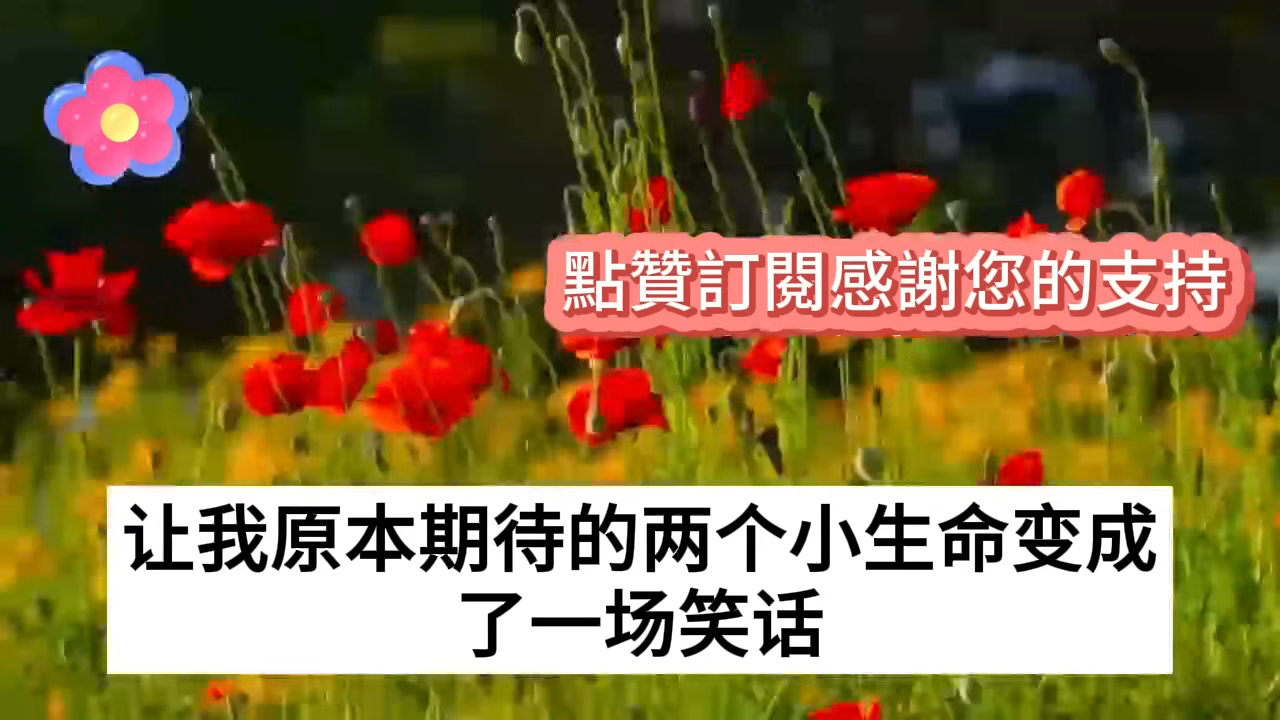 點贊訂閱感謝您的支持
让我原本期待的两个小生命变成
了一场笑话